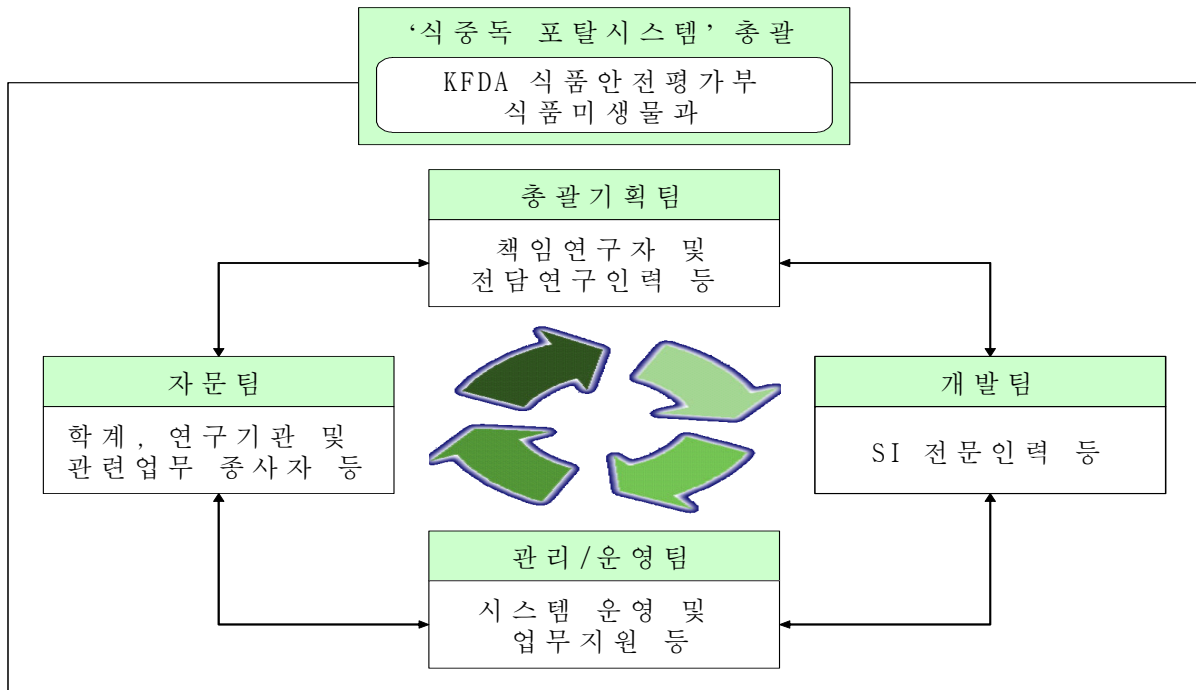 ‘식중독 포탈시스템’ 총괄
KFDA 식품안전평가부
식품미생물과
총괄기획팀
책임연구자 및
전담연구인력 등
자문팀
학계, 연구기관 및
관련업무 종사자 등
개발팀
SI 전문인력 등
관리/운영팀
시스템 운영 및
업무지원 등